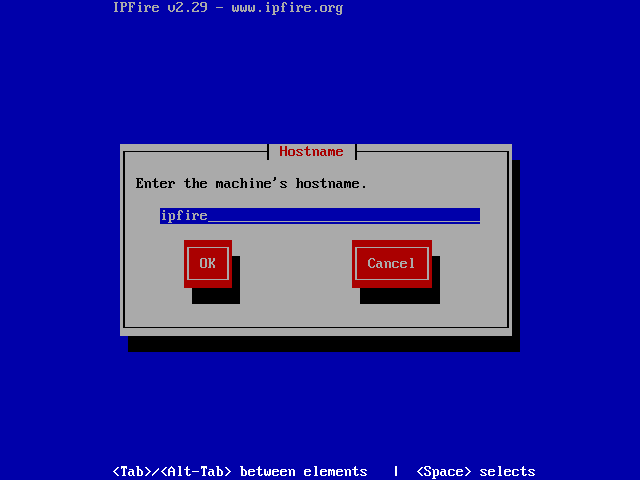 IPFire v2.29 - www.ipfire.org
Hostname
Enter the machine's hostname.
ipfire__________________________________
OK Cancel
<Tab>/<Alt-Tab> between elements | <Space> selects